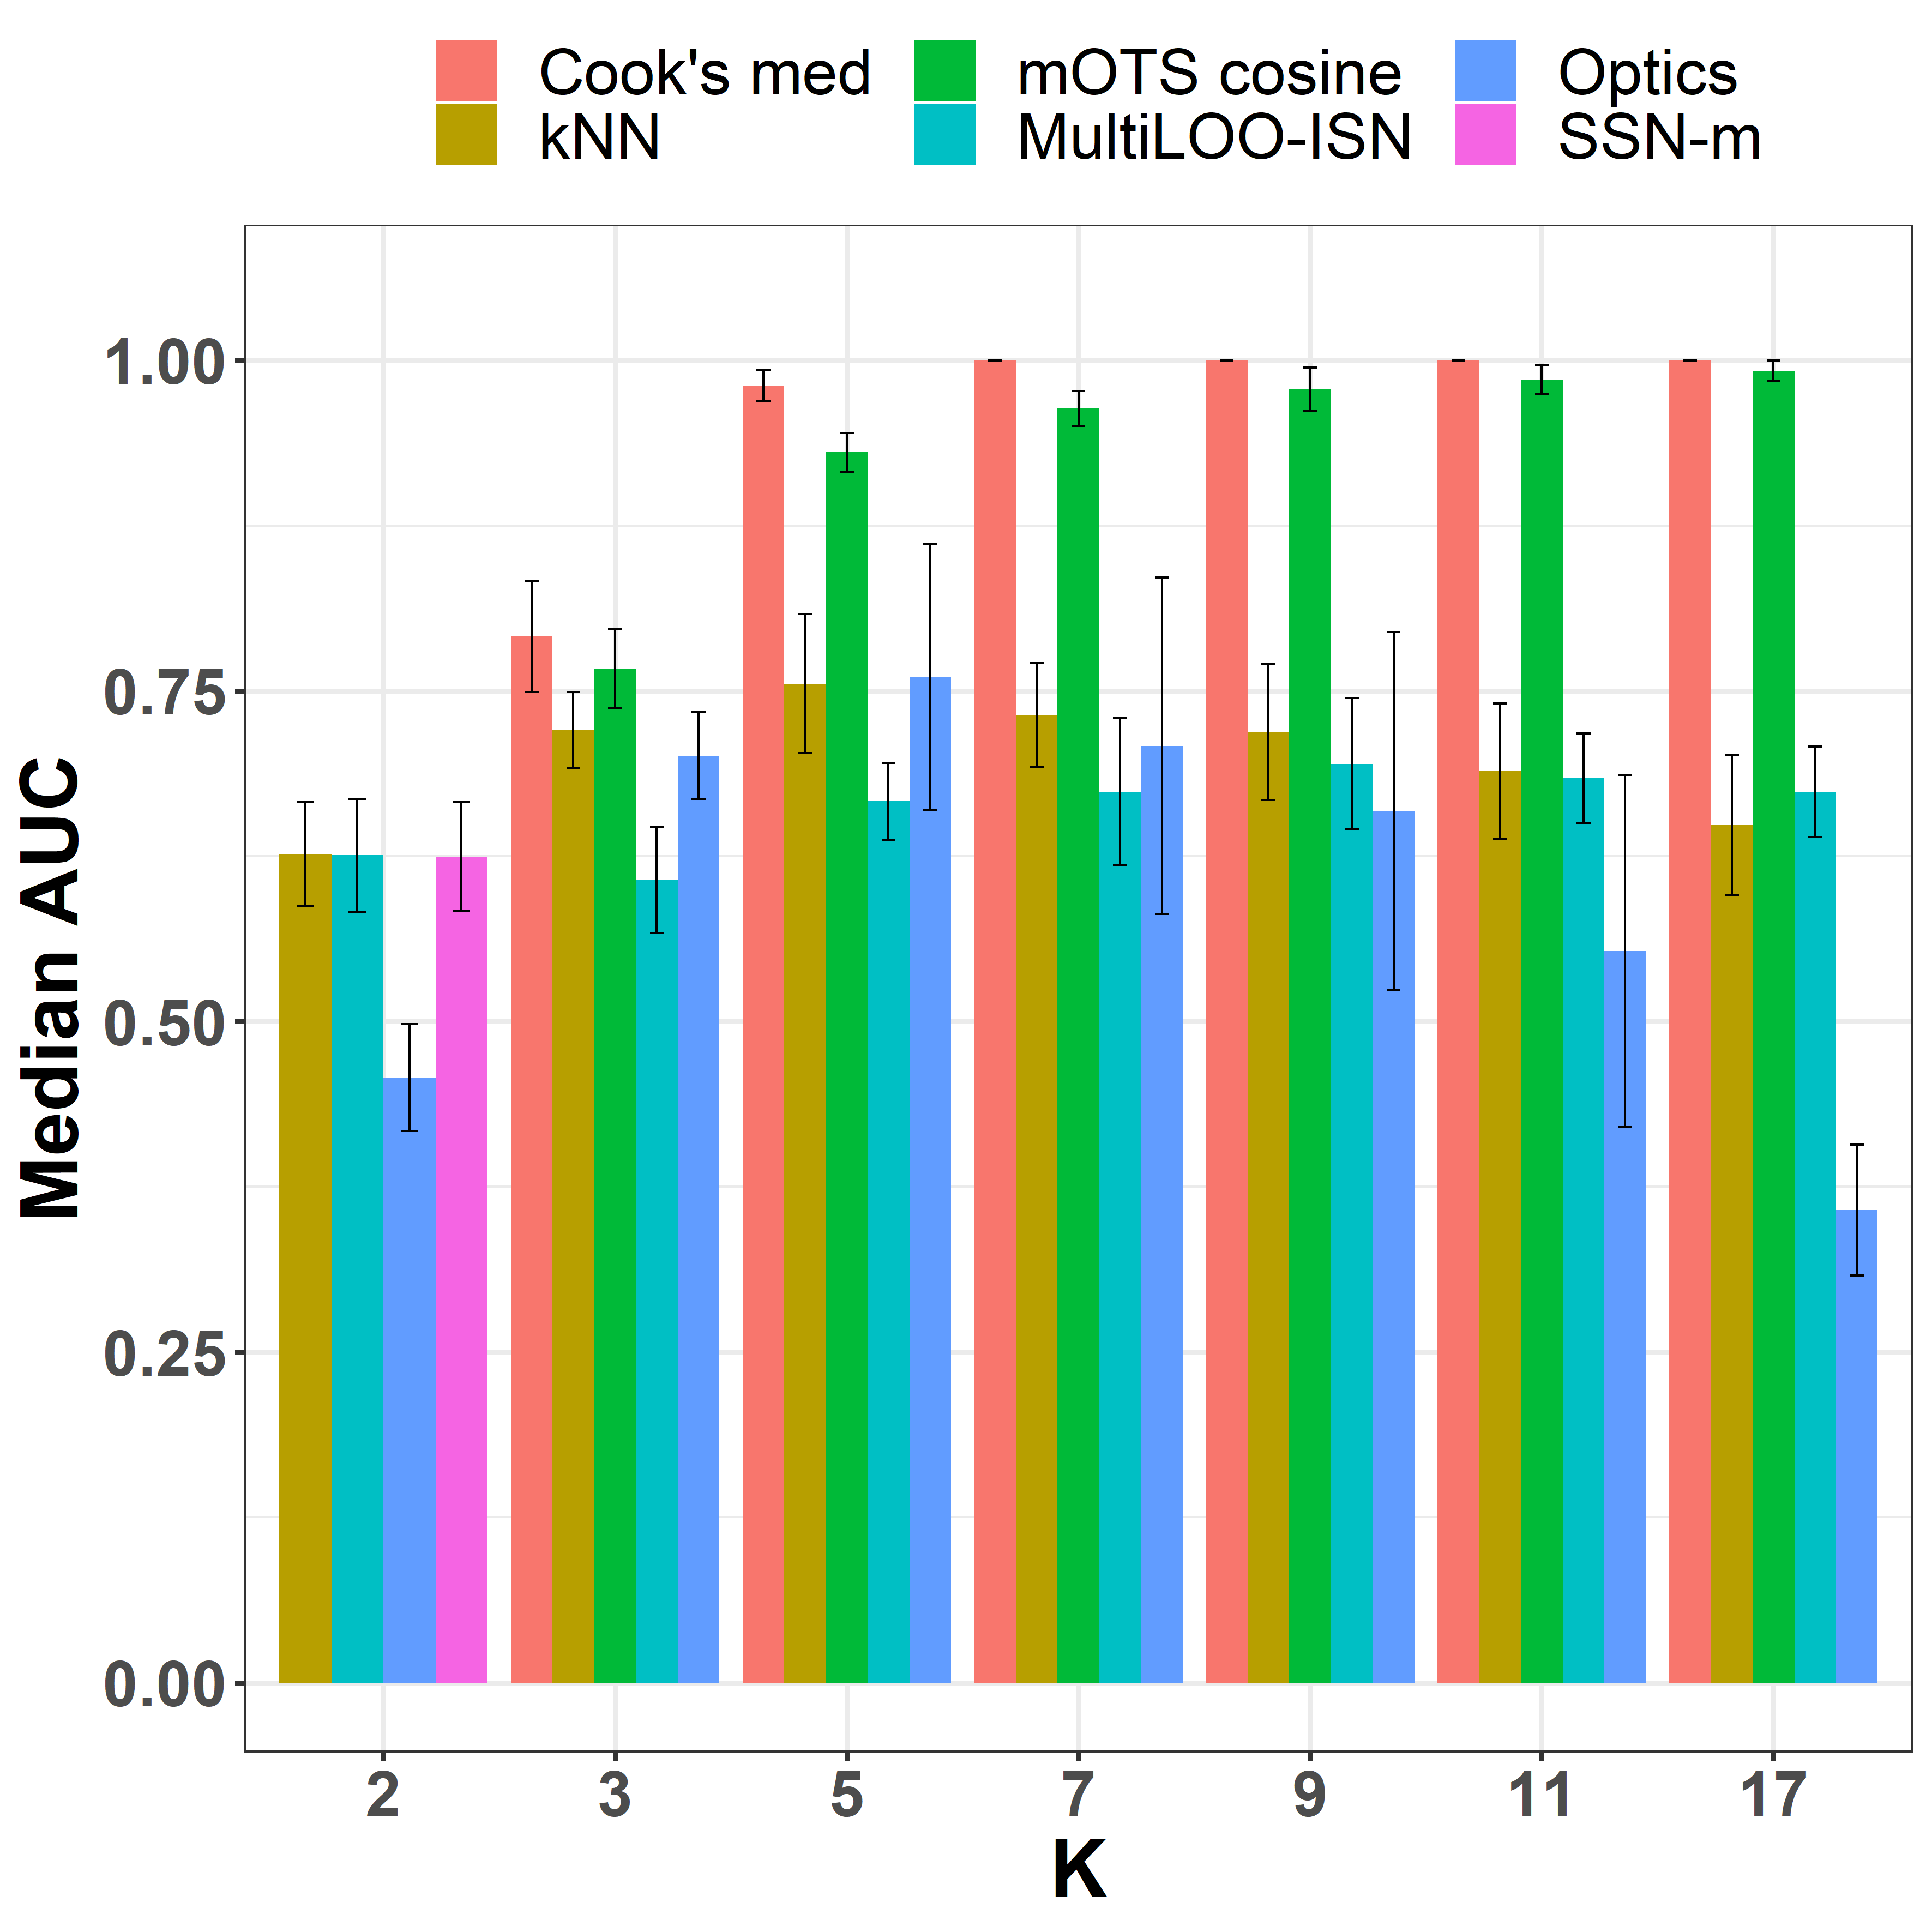 Cook's med mOTS cosine Optics
kNN MultiLOO-ISN SSN-m
1.00
0.75
0.50
0.25
0.00
Median AUC
2 3 5 7 9 11 17
K